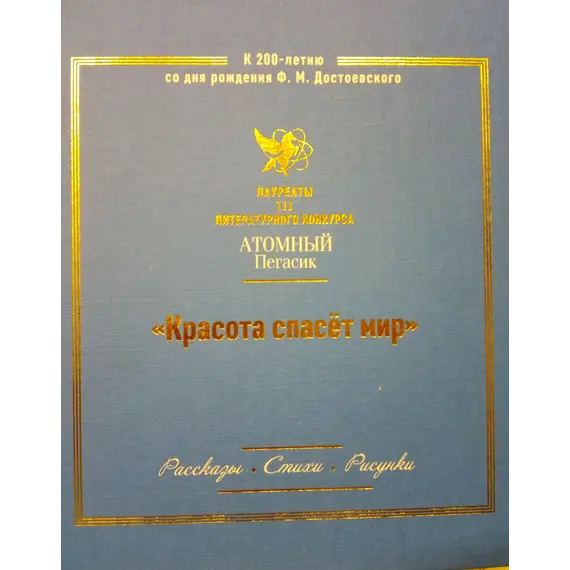 К 200-летию
со дня рождения Ф. М. Достоевского
ЛАУРЕАТЫ
III
ЛИТЕРАТУРНОГО КОНКУРСА
АТОМНЫЙ
Пегасик
«Красота спасёт мир»
Рассказы • Стихи • Рисунки